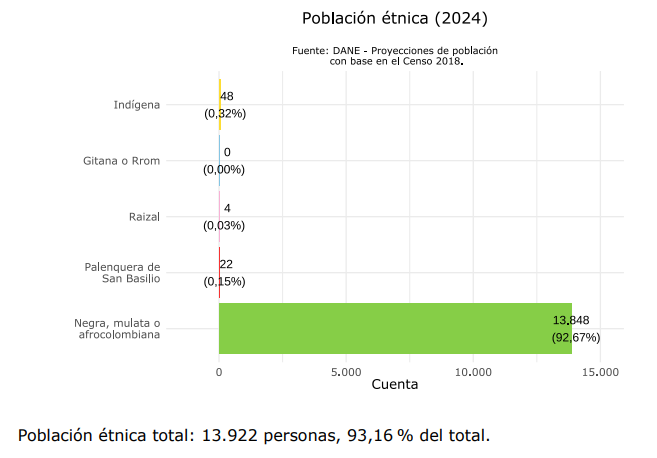 Población étnica (2024)
Fuente: DANE - Proyecciones de población
con base en el Censo 2018.
Indígena
48
(0,32%)
Gitana o Rrom
0
(0,00%)
Raizal
4
(0,03%)
Palenquera de
San Basilio
22
(0,15%)
Negra, mulata o
afrocolombiana
13.848
(92,67%)
0 5.000 10.000 15.000
Cuenta
Población étnica total: 13.922 personas, 93,16 % del total.